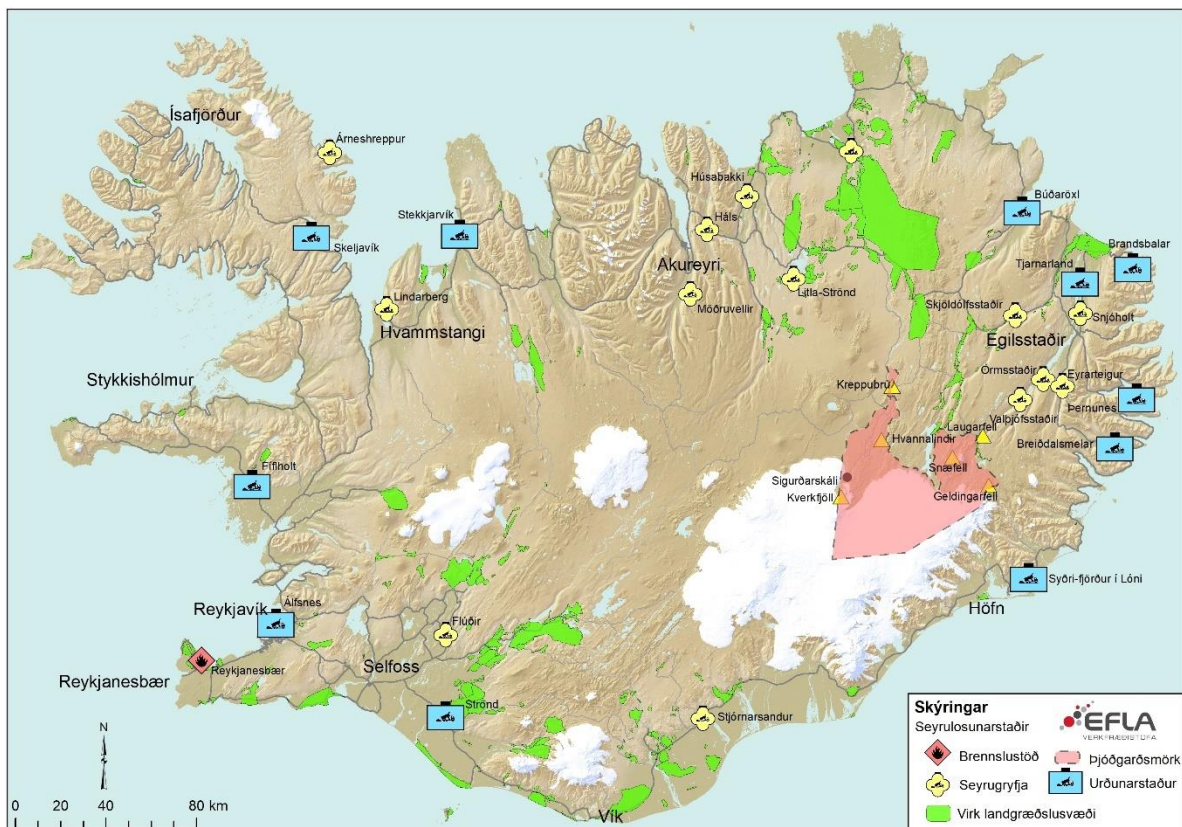 Ísafjörður
Árneshreppur
Húsabakki
Stekkjarvík
Búðaröxl
Skeljavík
Háls
Brandsbalar
Akureyri
Tjarnarland
Litla-Strönd
Lindarberg
Möðruvellir
Skjöldólfsstaðir
Snjóholt
Hvammstangi
Egilsstaðir
Stykkishólmur
Ormsstaðir
Eyrarteigur
Kreppubrú
Valþjófsstaðir
Þernunes
Laugarfell
Hvannalindir
Breiðdalsmelar
Snæfell
Fíflholt
Sigurðarskáli
Kverkfjöll
Geldingarfell
Syðri-fjörður í Lóni
Reykjavík
Álfsnes
Höfn
Flúðir
Selfoss
Reykjanesbær
Reykjanesbær
Strönd
Stjórnarsandur
Vík
N
0 20 40 80 km
Skýringar
Seyrulosunarstaðir
EFLA
VERKFRÆÐISTOFA
Brennslustöð
Þjóðgarðsmörk
Seyrugryfja
Urðunarstaður
Virk landgræðslusvæði